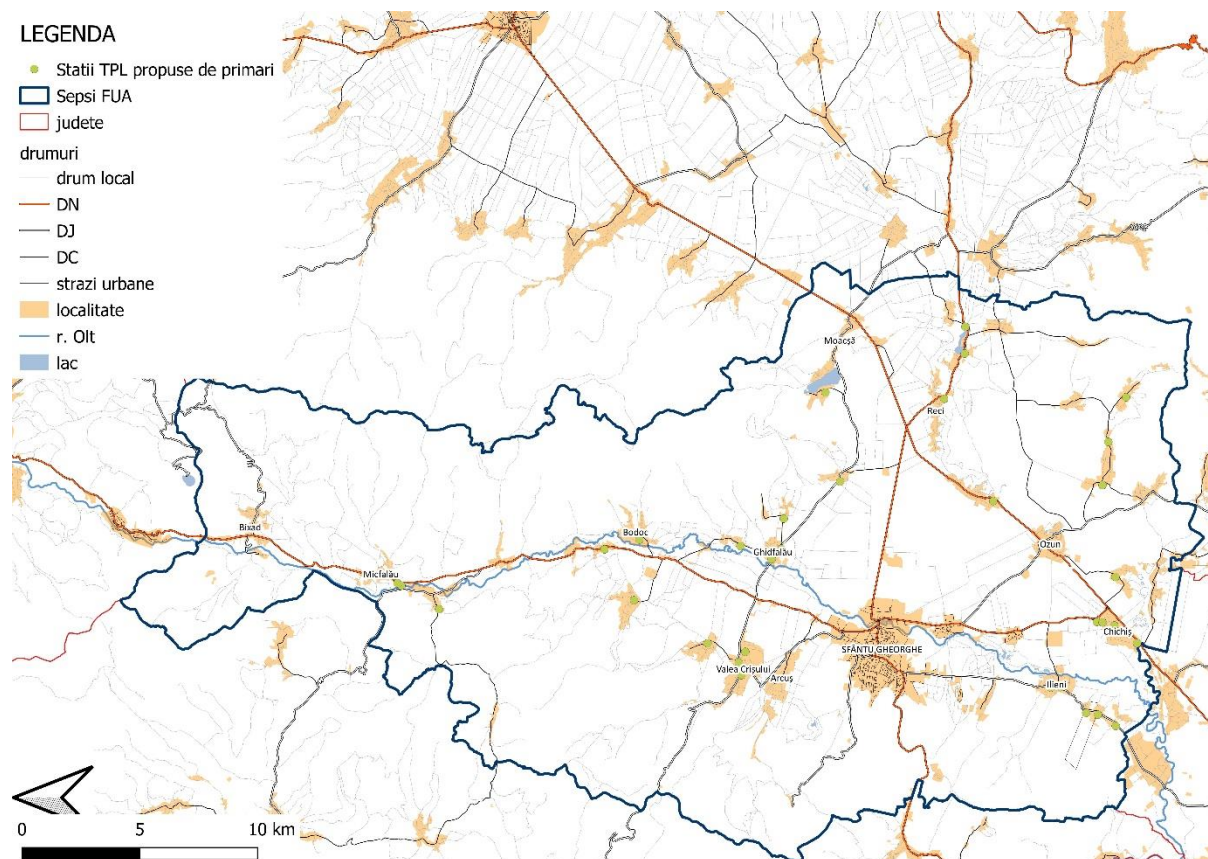 LEGENDA
Statii TPL propuse de primari
Sepsi FUA
judete
drumuri
drum local
DN
DJ
DC
strazi urbane
localitate
r. Olt
lac
Moacșă
Reci
Bixad
Bodoc
Ghidfalău
Ozun
Micfalău
Chichiș
SFÂNTU GHEORGHE
Valea Crișului
Arcuș
Ilieni
0 5 10 km